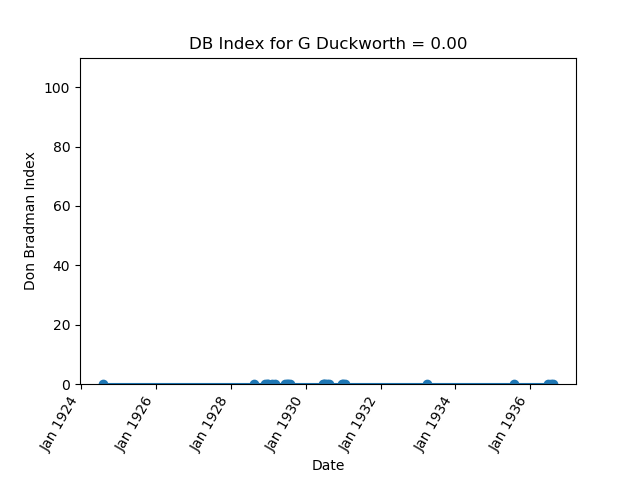 DB Index for G Duckworth = 0.00
100
80
60
40
20
0
Don Bradman Index
Jan 1924
Jan 1926
Jan 1928
Jan 1930
Jan 1932
Jan 1934
Jan 1936
Date